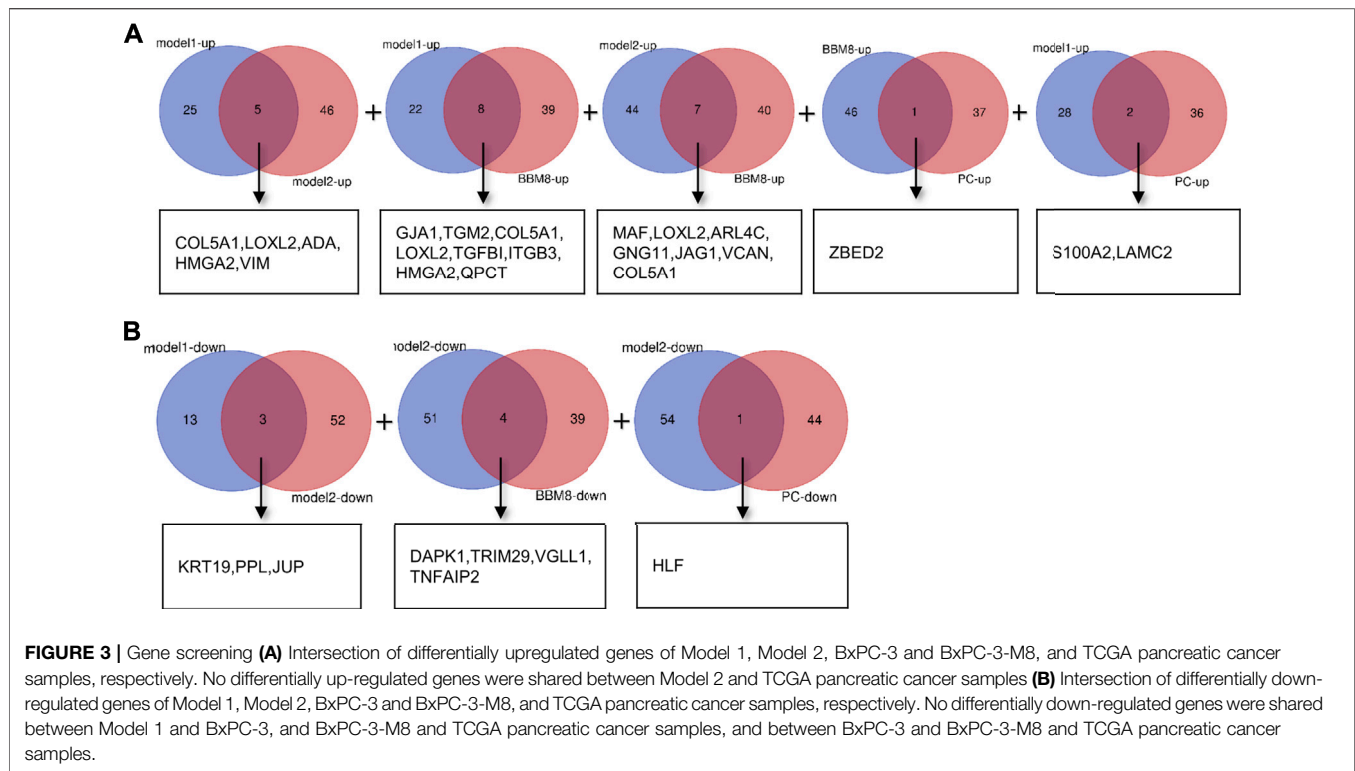 A
model1-up
25
5
46
model2-up
+
model1-up
22
8
39
BBM8-up
+
model2-up
44
7
40
BBM8-up
+
BBM8-up
46
1
37
PC-up
+
model1-up
28
2
36
PC-up
COL5A1,LOXL2,ADA,
HMGA2,VIM
GJA1,TGM2,COL5A1,
LOXL2,TGFBI,ITGB3,
HMGA2,QPCT
MAF,LOXL2,ARL4C,
GNG11,JAG1,VCAN,
COL5A1
ZBED2
S100A2,LAMC2
B
model1-down
13
3
52
model2-down
+
model2-down
51
4
39
BBM8-down
+
model2-down
54
1
44
PC-down
KRT19,PPL,JUP
DAPK1,TRIM29,VGLL1,
TNFAIP2
HLF
FIGURE 3 | Gene screening (A) Intersection of differentially upregulated genes of Model 1, Model 2, BxPC-3 and BxPC-3-M8, and TCGA pancreatic cancer
samples, respectively. No differentially up-regulated genes were shared between Model 2 and TCGA pancreatic cancer samples (B) Intersection of differentially down-
regulated genes of Model 1, Model 2, BxPC-3 and BxPC-3-M8, and TCGA pancreatic cancer samples, respectively. No differentially down-regulated genes were shared
between Model 1 and BxPC-3, and BxPC-3-M8 and TCGA pancreatic cancer samples, and between BxPC-3 and BxPC-3-M8 and TCGA pancreatic cancer
samples.